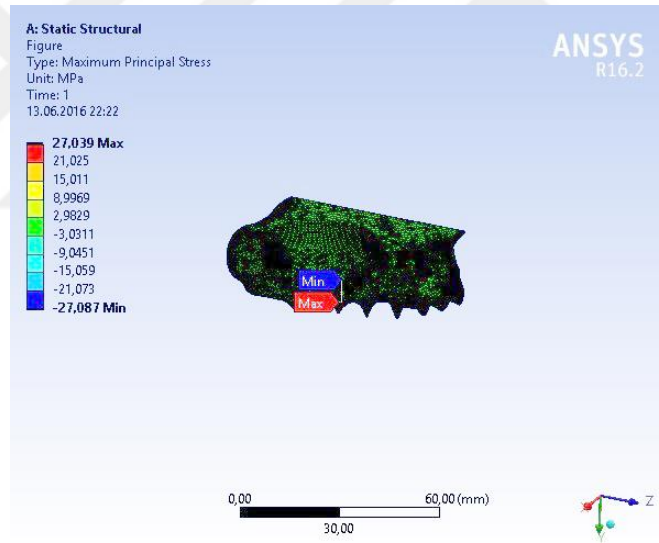 A: Static Structural
Figure
Type: Maximum Principal Stress
Unit: MPa
Time: 1
13.06.2016 22:22
ANSYS
R16.2
27,039 Max
21,025
15,011
8,9969
2,9829
-3,0311
-9,0451
-15,059
-21,073
-27,087 Min
Min
Max
0,00
60,00 (mm)
30,00
Z